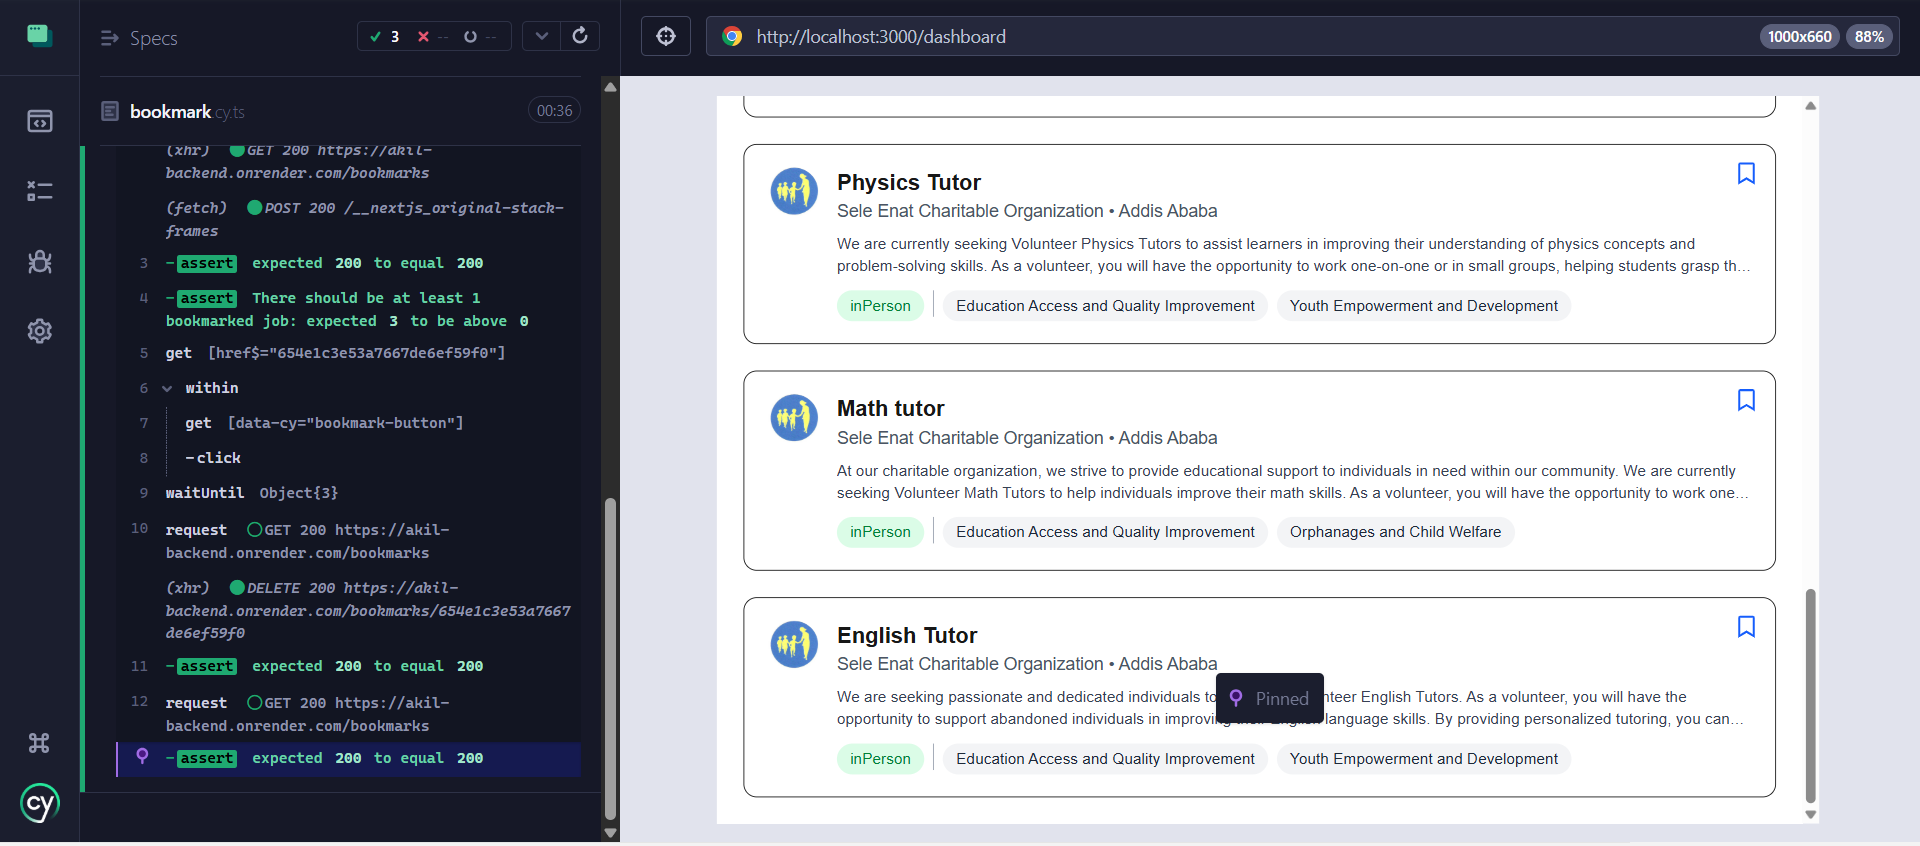 Specs
3 -- --
http://localhost:3000/dashboard
1000x660 88%
bookmark.cy.ts 00:36
(xhr) GET 200 https://akil-
backend.onrender.com/bookmarks
(fetch) POST 200 /__nextjs_original-stack-
frames
3 -assert expected 200 to equal 200
4 -assert There should be at least 1
bookmarked job: expected 3 to be above 0
5 get [href$="654e1c3e53a7667de6ef59f0"]
6 within
7 get [data-cy="bookmark-button"]
8 -click
9 waitUntil Object{3}
10 request GET 200 https://akil-
backend.onrender.com/bookmarks
(xhr) DELETE 200 https://akil-
backend.onrender.com/bookmarks/654e1c3e53a7667
de6ef59f0
11 -assert expected 200 to equal 200
12 request GET 200 https://akil-
backend.onrender.com/bookmarks
-assert expected 200 to equal 200
cy
Physics Tutor
Sele Enat Charitable Organization • Addis Ababa
We are currently seeking Volunteer Physics Tutors to assist learners in improving their understanding of physics concepts and
problem-solving skills. As a volunteer, you will have the opportunity to work one-on-one or in small groups, helping students grasp th...
inPerson Education Access and Quality Improvement Youth Empowerment and Development
Math tutor
Sele Enat Charitable Organization • Addis Ababa
At our charitable organization, we strive to provide educational support to individuals in need within our community. We are currently
seeking Volunteer Math Tutors to help individuals improve their math skills. As a volunteer, you will have the opportunity to work one...
inPerson Education Access and Quality Improvement Orphanages and Child Welfare
English Tutor
Sele Enat Charitable Organization • Addis Ababa
We are seeking passionate and dedicated individuals to nteer English Tutors. As a volunteer, you will have the
opportunity to support abandoned individuals in improving their English language skills. By providing personalized tutoring, you can...
Pinned
inPerson Education Access and Quality Improvement Youth Empowerment and Development